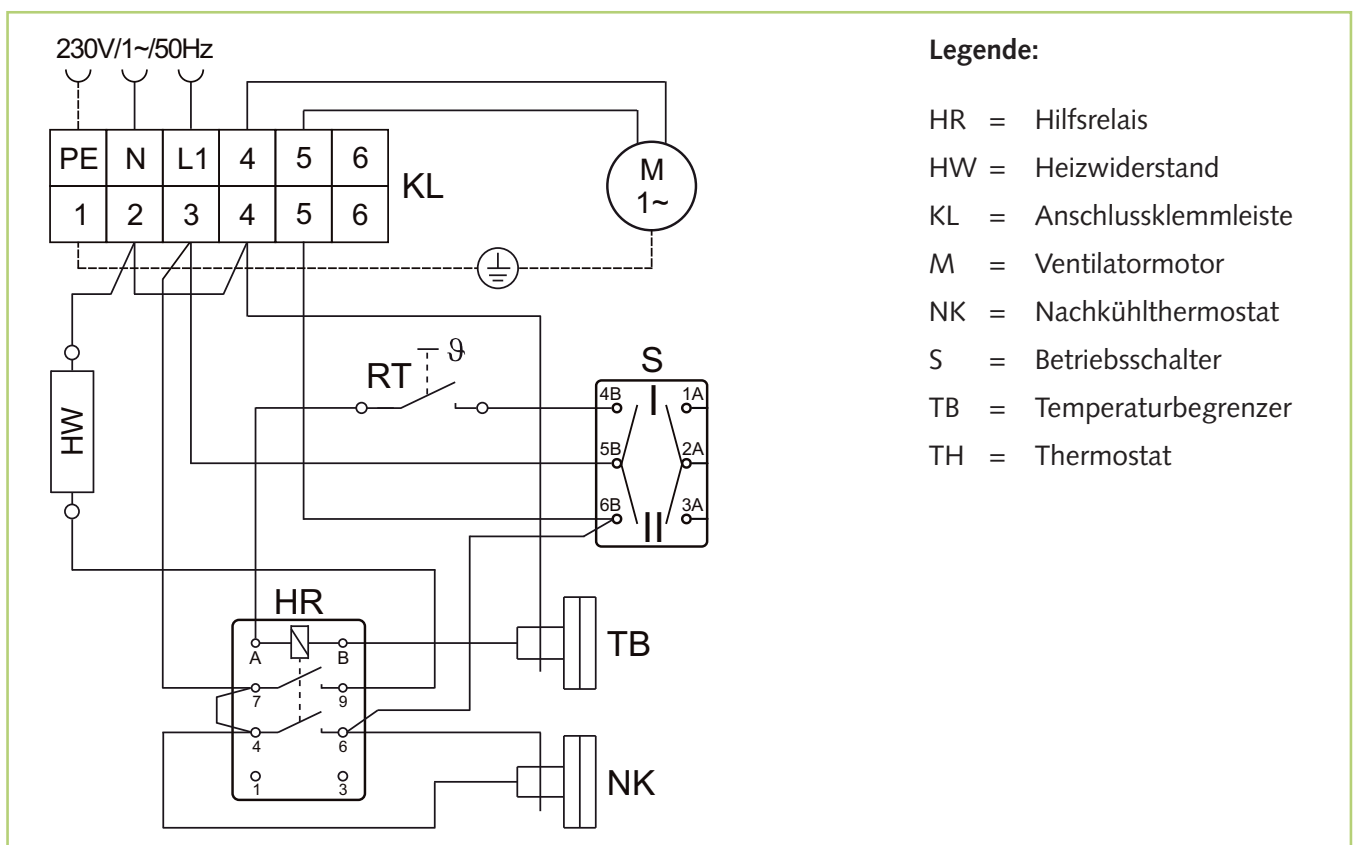 230V/1~/50Hz
PE N L1 4 5 6
1 2 3 4 5 6
KL
M
1~
HW
RT
ϑ
S
I
4B 1A
5B 2A
6B 3A
II
HR
A B
7 9
4 6
1 3
TB
NK
Legende:
HR = Hilfsrelais
HW = Heizwiderstand
KL = Anschlussklemmleiste
M = Ventilatormotor
NK = Nachkühlthermostat
S = Betriebsschalter
TB = Temperaturbegrenzer
TH = Thermostat